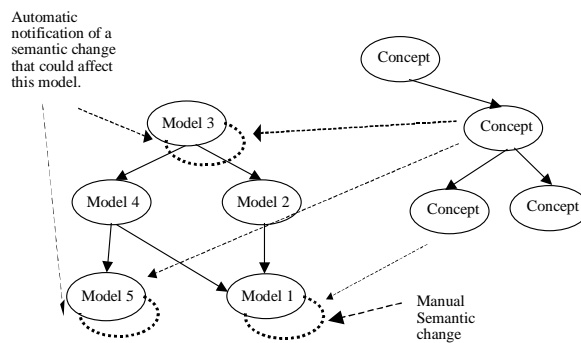 Automatic
notification of a
semantic change
that could affect
this model.
Concept
Model 3
Concept
Model 4
Model 2
Concept
Concept
Model 5
Model 1
Manual
Semantic
change